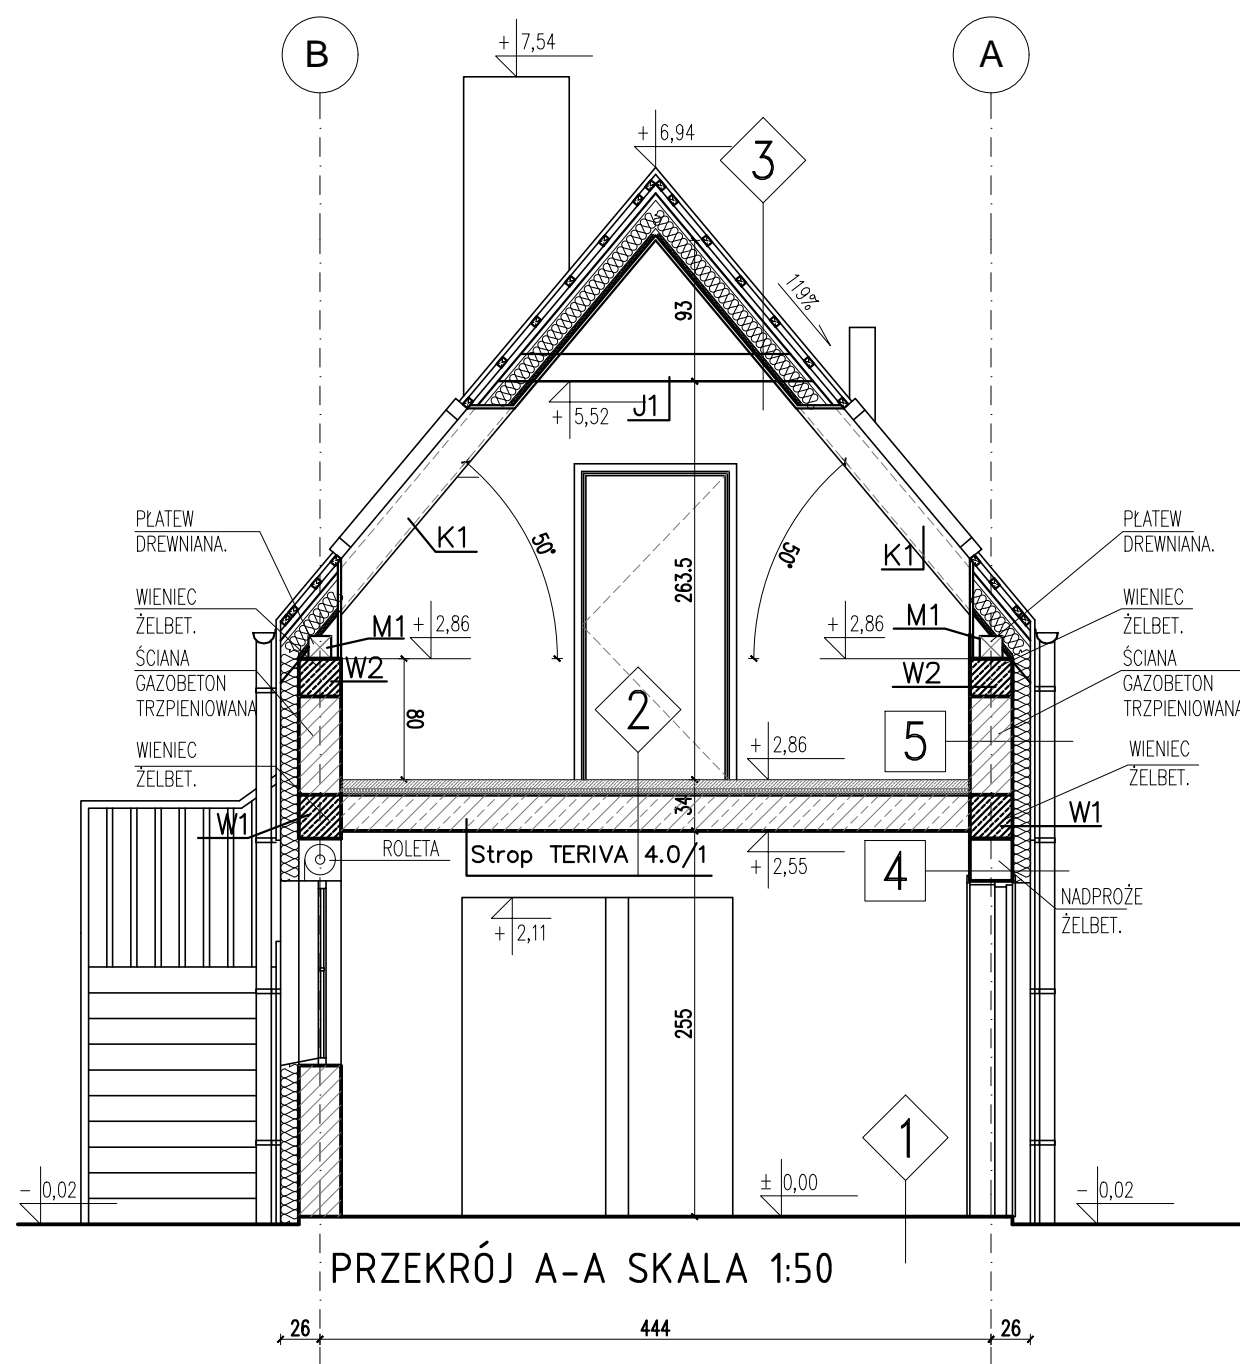 B
A
+ 7,54
+ 6,94
3
119%
93
+ 5,52
J1
PŁATEW
DREWNIANA.
K1
50°
50°
K1
PŁATEW
DREWNIANA.
263.5
WIENIEC
ŻELBET.
M1
+ 2,86
+ 2,86
M1
WIENIEC
ŻELBET.
ŚCIANA
GAZOBETON
TRZPIENIOWANA
W2
W2
ŚCIANA
GAZOBETON
TRZPIENIOWANA
80
2
5
WIENIEC
ŻELBET.
+ 2,86
WIENIEC
ŻELBET.
34
W1
W1
ROLETA
Strop TERIVA 4.0/1
+ 2,55
4
NADPROŻE
ŻELBET.
+ 2,11
255
1
- 0,02
± 0,00
- 0,02
PRZEKRÓJ A-A SKALA 1:50
26
444
26